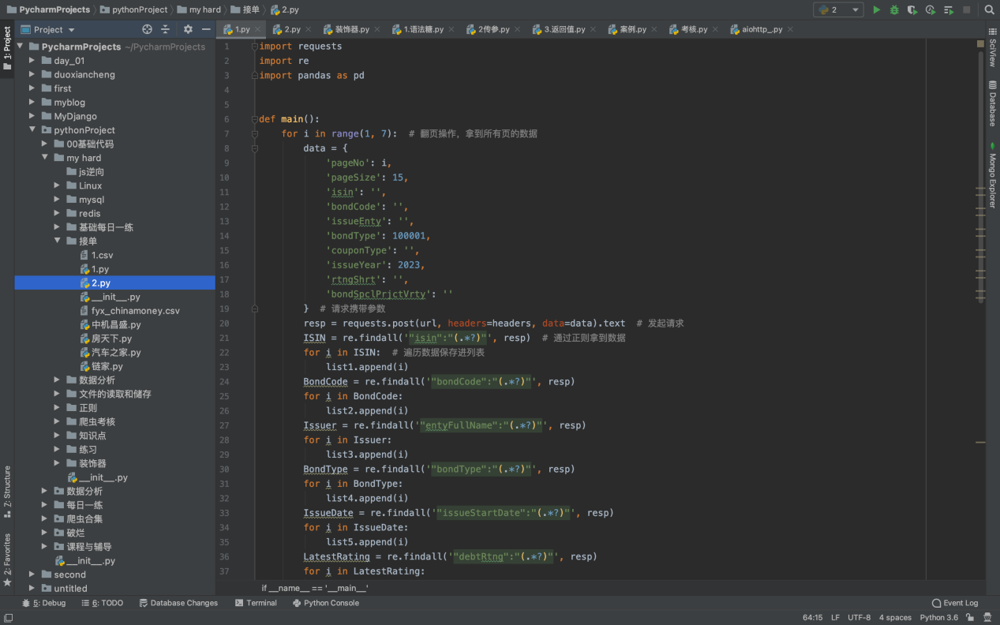 PycharmProjects pythonProject my hard 接单 2.py
2
1: Project
Project
1.py 2.py 装饰器.py 1.语法糖.py 2传参.py 3.返回值.py 案例.py 考核.py aiohttp_.py
PycharmProjects ~/PycharmProjects
day_01
duoxiancheng
first
myblog
MyDjango
pythonProject
00基础代码
my hard
js逆向
Linux
mysql
redis
基础每日一练
接单
1.csv
1.py
2.py
__init__.py
fyx_chinamoney.csv
中机昌盛.py
房天下.py
汽车之家.py
链家.py
数据分析
文件的读取和储存
正则
爬虫考核
知识点
练习
装饰器
__init__.py
数据分析
每日一练
爬虫合集
破烂
课程与辅导
__init__.py
second
untitled
1 import requests
2 import re
3 import pandas as pd
4
5
6 def main():
7 for i in range(1, 7):  # 翻页操作，拿到所有页的数据
8 data = {
9 'pageNo': i,
10 'pageSize': 15,
11 'isin': '',
12 'bondCode': '',
13 'issueEnty': '',
14 'bondType': 100001,
15 'couponType': '',
16 'issueYear': 2023,
17 'rtngShrt': '',
18 'bondSpclPrjctVrty': ''
19 }  # 请求携带参数
20 resp = requests.post(url, headers=headers, data=data).text  # 发起请求
21 ISIN = re.findall('"isin":"(.*?)"', resp)  # 通过正则拿到数据
22 for i in ISIN:  # 遍历数据保存进列表
23 list1.append(i)
24 BondCode = re.findall('"bondCode":"(.*?)"', resp)
25 for i in BondCode:
26 list2.append(i)
27 Issuer = re.findall('"entyFullName":"(.*?)"', resp)
28 for i in Issuer:
29 list3.append(i)
30 BondType = re.findall('"bondType":"(.*?)"', resp)
31 for i in BondType:
32 list4.append(i)
33 IssueDate = re.findall('"issueStartDate":"(.*?)"', resp)
34 for i in IssueDate:
35 list5.append(i)
36 LatestRating = re.findall('"debtRtng":"(.*?)"', resp)
37 for i in LatestRating:
if __name__ == '__main__'
SciView
Database
Mongo Explorer
Z: Structure
2: Favorites
5: Debug 6: TODO Database Changes Terminal Python Console Event Log
64:15 LF UTF-8 4 spaces Python 3.6